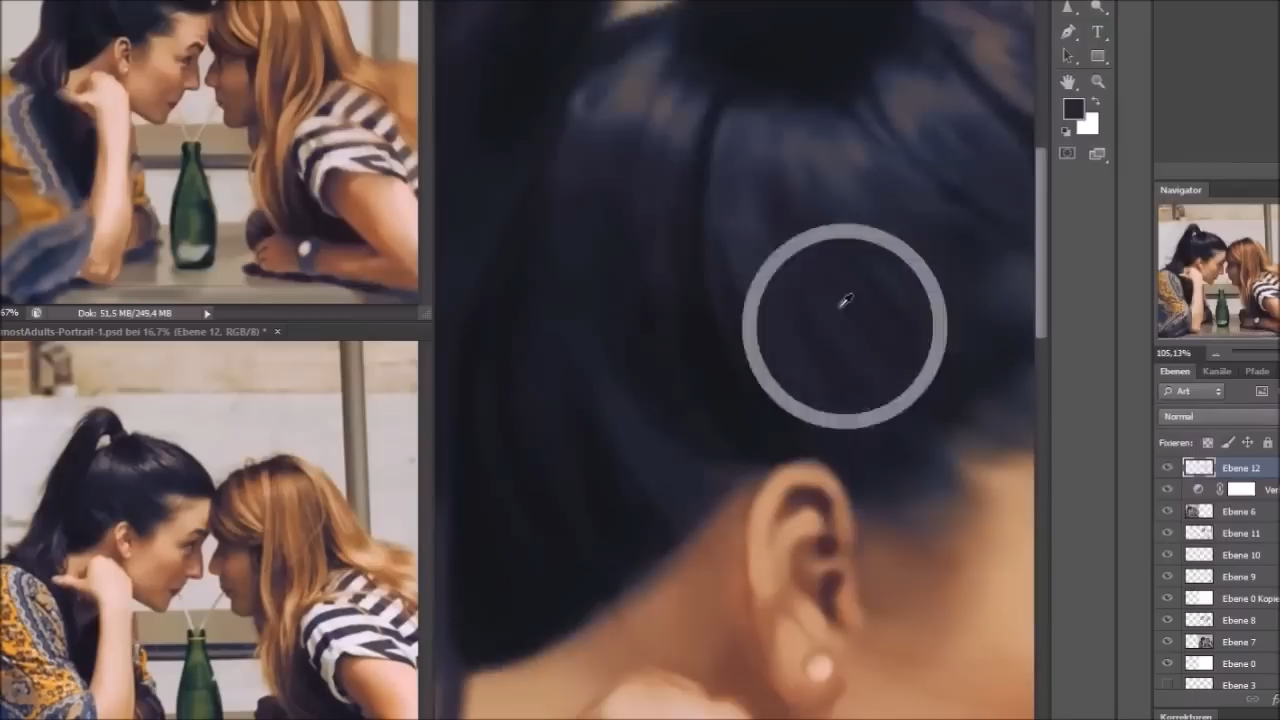 67%
Dok: 51,5 MB/249,4 MB
mostAdults-Portrait-1.psd bei 16,7% (Ebene 12, RGB/8) *
T
Navigator
105,13%
Ebenen
Kanäle
Pfade
Art
Normal
Fixieren:
Ebene 12
Ver
Ebene 6
Ebene 11
Ebene 10
Ebene 9
Ebene 0 Kopie
Ebene 8
Ebene 7
Ebene 0
Ebene 3
Korrekturen